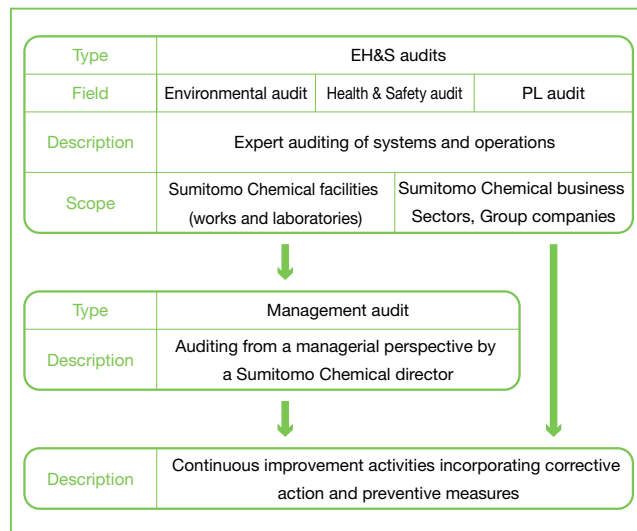 Type
EH&S audits
Field
Environmental audit
Health & Safety audit
PL audit
Description
Expert auditing of systems and operations
Scope
Sumitomo Chemical facilities
(works and laboratories)
Sumitomo Chemical business
Sectors, Group companies
Type
Management audit
Description
Auditing from a managerial perspective by
a Sumitomo Chemical director
Description
Continuous improvement activities incorporating corrective
action and preventive measures